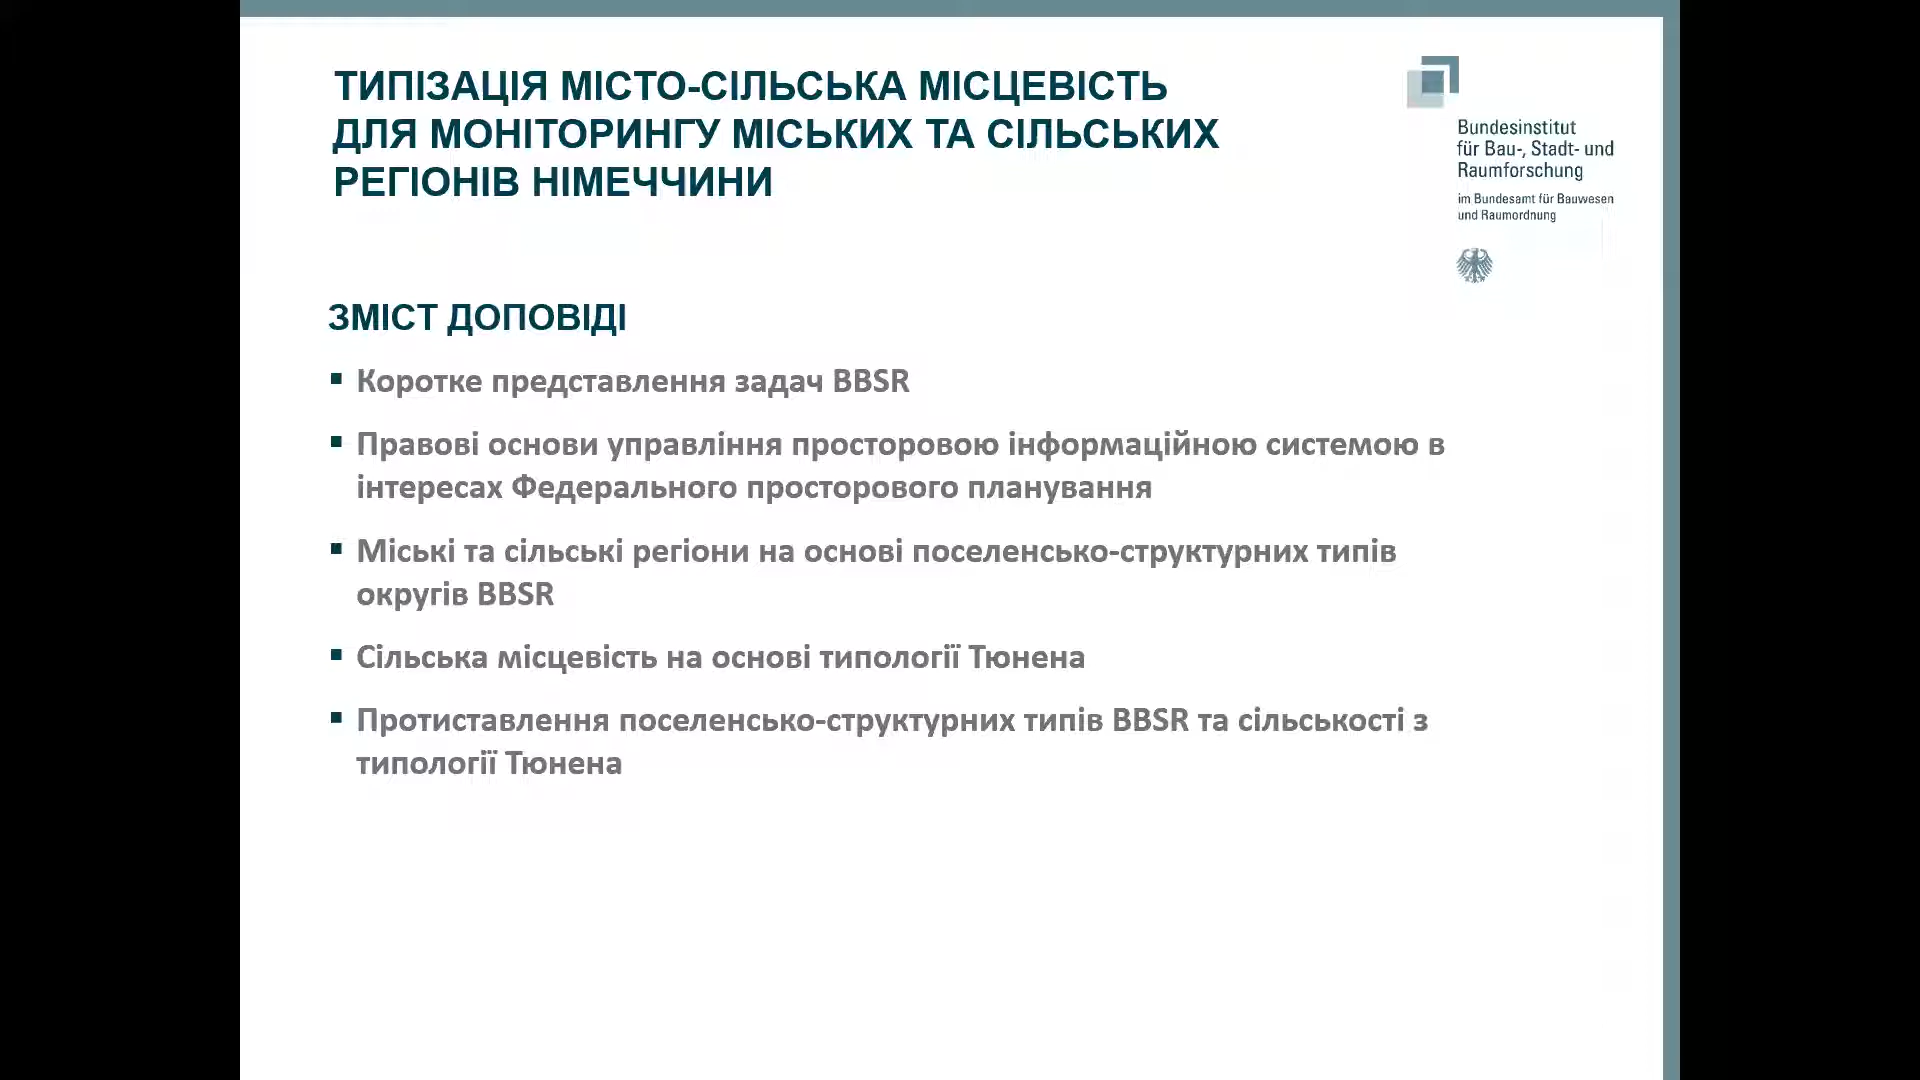 ТИПІЗАЦІЯ МІСТО-СІЛЬСЬКА МІСЦЕВІСТЬ
ДЛЯ МОНІТОРИНГУ МІСЬКИХ ТА СІЛЬСЬКИХ
РЕГІОНІВ НІМЕЧЧИНИ
Bundesinstitut
für Bau-, Stadt- und
Raumforschung
im Bundesamt für Bauwesen
und Raumordnung
ЗМІСТ ДОПОВІДІ
▪ Коротке представлення задач BBSR
▪ Правові основи управління просторовою інформаційною системою в
інтересах Федерального просторового планування
▪ Міські та сільські регіони на основі поселенсько-структурних типів
округів BBSR
▪ Сільська місцевість на основі типології Тюнена
▪ Протиставлення поселенсько-структурних типів BBSR та сільськості з
типології Тюнена